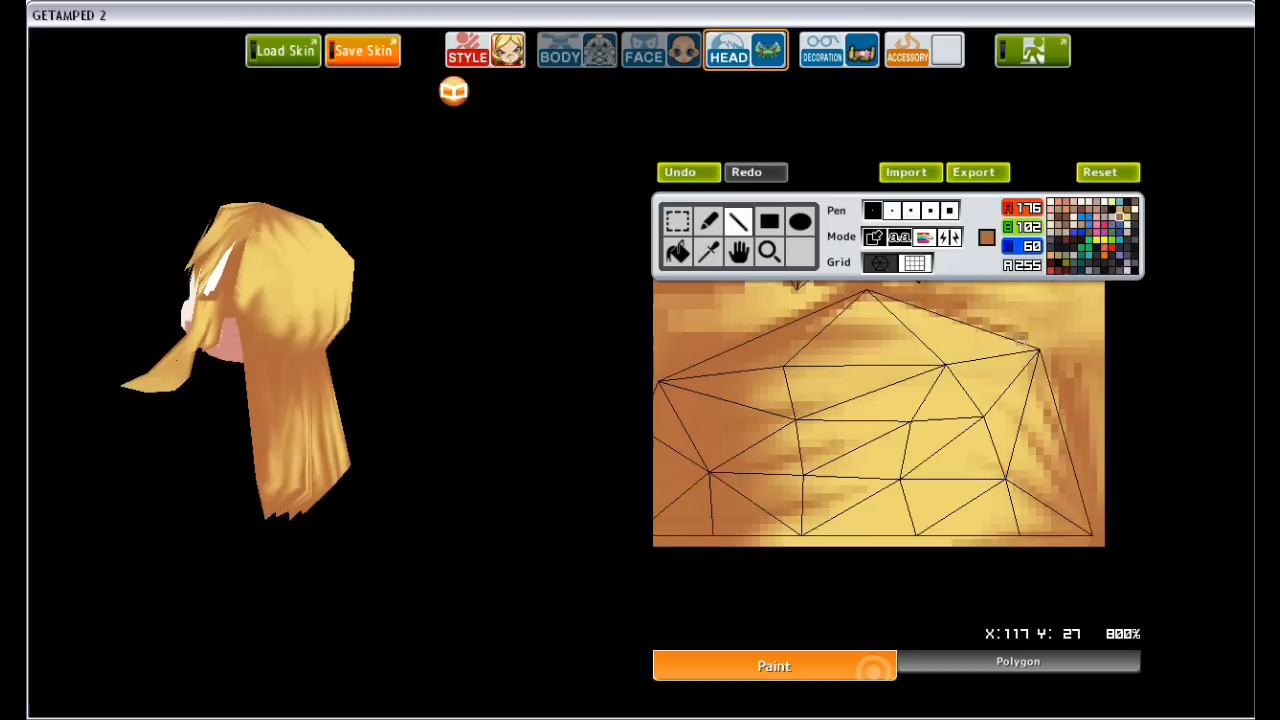 GETAMPED 2
Load Skin
Save Skin
STYLE
BODY
FACE
HEAD
DECORATION
ACCESSORY
Undo
Redo
Import
Export
Reset
Pen
R 176
Mode
aa
G 102
B 60
Grid
A 255
X:117 Y: 27 800%
Paint
Polygon